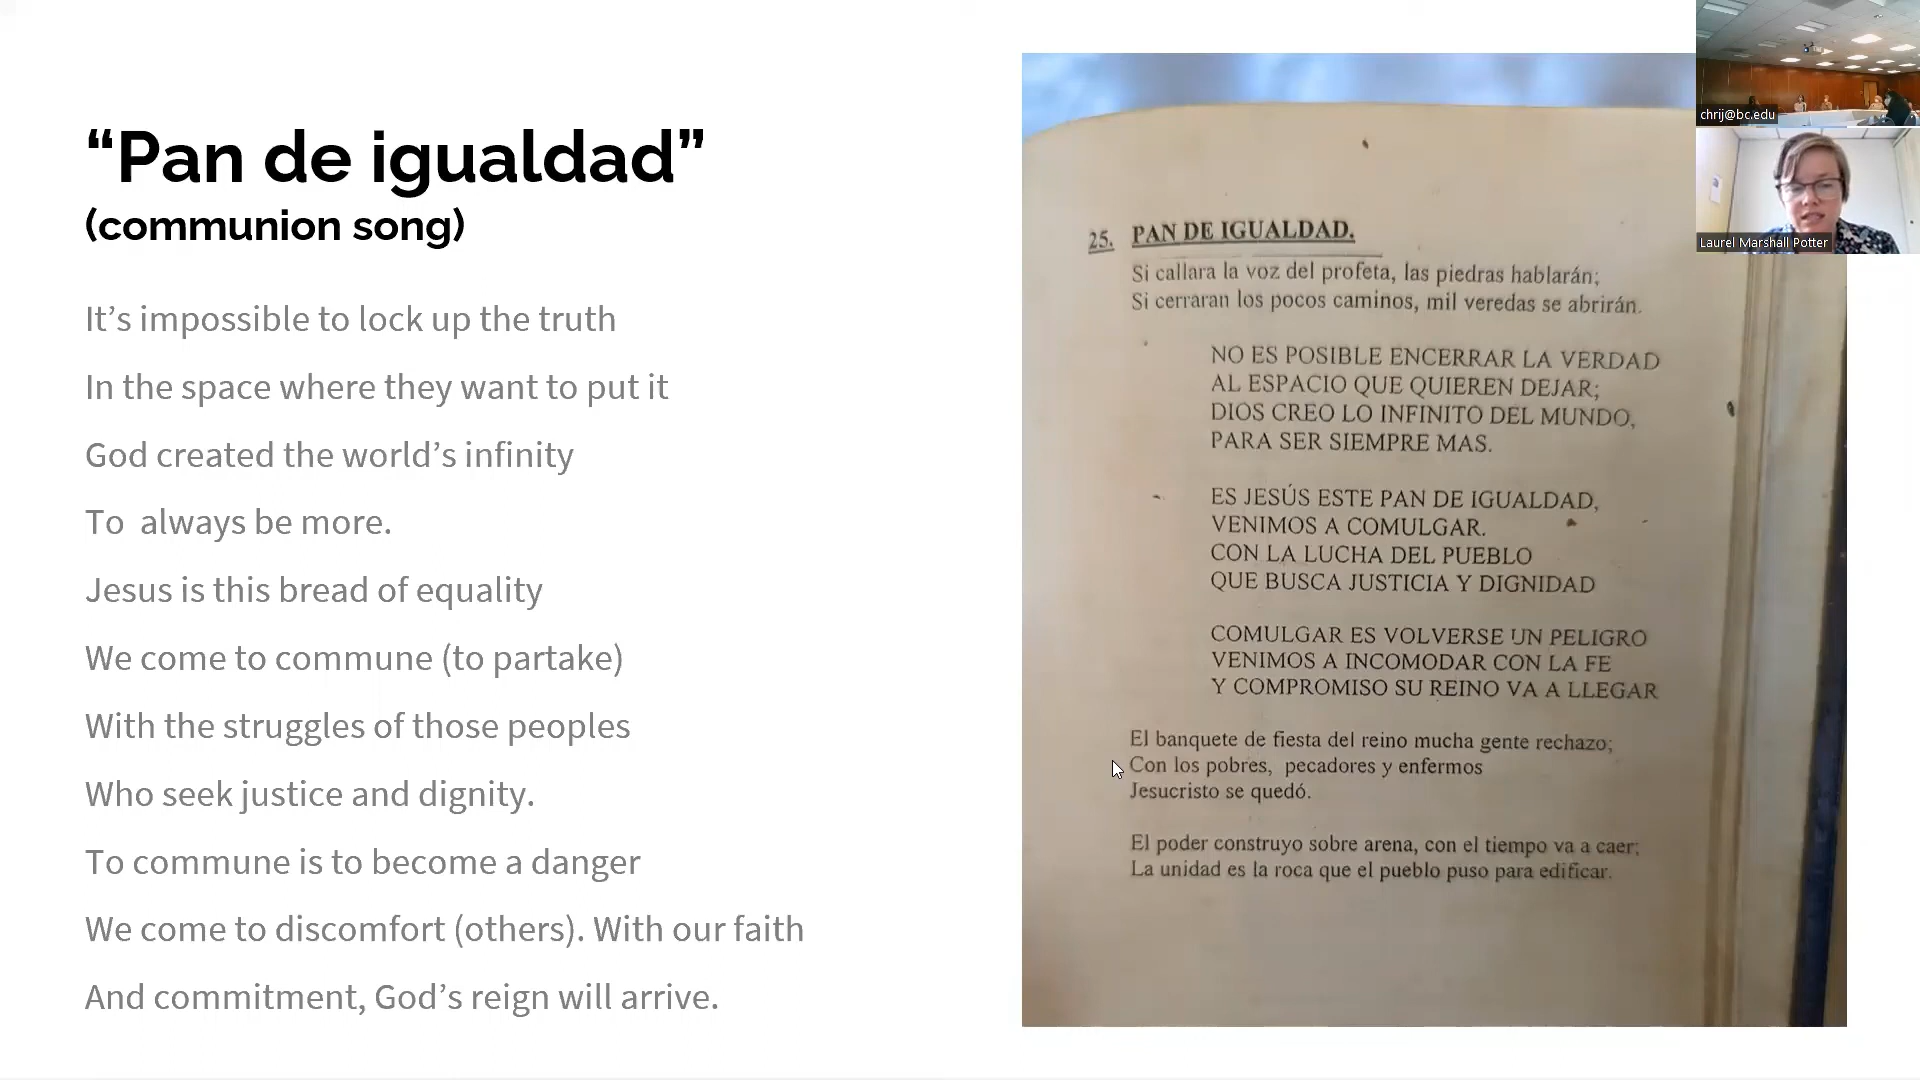 “Pan de igualdad”
(communion song)
It’s impossible to lock up the truth
In the space where they want to put it
God created the world’s infinity
To always be more.
Jesus is this bread of equality
We come to commune (to partake)
With the struggles of those peoples
Who seek justice and dignity.
To commune is to become a danger
We come to discomfort (others). With our faith
And commitment, God’s reign will arrive.
25. PAN DE IGUALDAD.
Si callara la voz del profeta, las piedras hablarán;
Si cerraran los pocos caminos, mil veredas se abrirán.
NO ES POSIBLE ENCERRAR LA VERDAD
AL ESPACIO QUE QUIEREN DEJAR;
DIOS CREO LO INFINITO DEL MUNDO,
PARA SER SIEMPRE MAS.
ES JESÚS ESTE PAN DE IGUALDAD,
VENIMOS A COMULGAR.
CON LA LUCHA DEL PUEBLO
QUE BUSCA JUSTICIA Y DIGNIDAD
COMULGAR ES VOLVERSE UN PELIGRO
VENIMOS A INCOMODAR CON LA FE
Y COMPROMISO SU REINO VA A LLEGAR
El banquete de fiesta del reino mucha gente rechazo;
Con los pobres, pecadores y enfermos
Jesucristo se quedó.
El poder construyo sobre arena, con el tiempo va a caer;
La unidad es la roca que el pueblo puso para edificar.
chrij@bc.edu
Laurel Marshall Potter